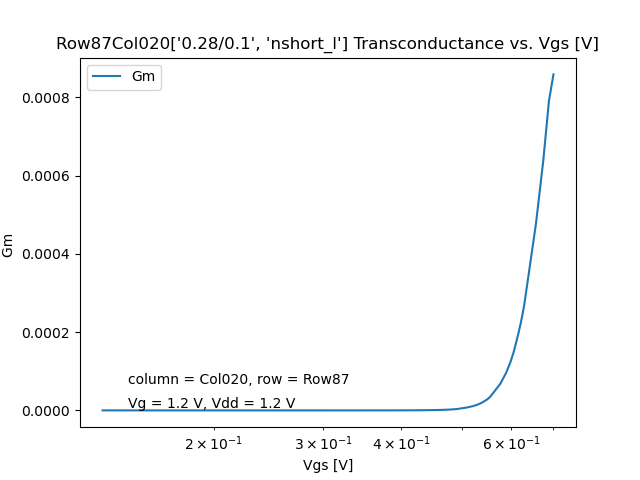 Row87Col020['0.28/0.1', 'nshort_l'] Transconductance vs. Vgs [V]
Gm
0.0008
0.0006
0.0004
0.0002
0.0000
Gm
column = Col020, row = Row87
Vg = 1.2 V, Vdd = 1.2 V
2 × 10⁻¹ 3 × 10⁻¹ 4 × 10⁻¹ 6 × 10⁻¹
Vgs [V]